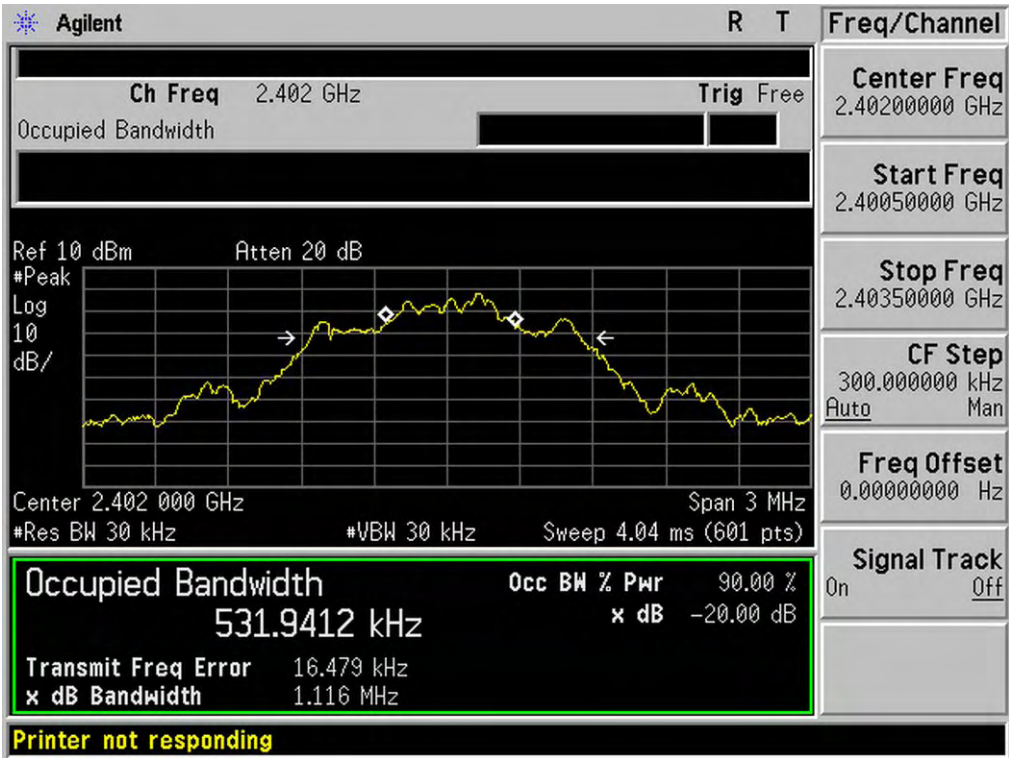 Agilent R T
Ch Freq 2.402 GHz Trig Free
Occupied Bandwidth
Ref 10 dBm Atten 20 dB
#Peak
Log
10
dB/
Center 2.402 000 GHz Span 3 MHz
#Res BW 30 kHz #VBW 30 kHz Sweep 4.04 ms (601 pts)
Occupied Bandwidth
531.9412 kHz
Occ BW % Pwr 90.00 %
x dB -20.00 dB
Transmit Freq Error 16.479 kHz
x dB Bandwidth 1.116 MHz
Printer not responding
Freq/Channel
Center Freq
2.40200000 GHz
Start Freq
2.40050000 GHz
Stop Freq
2.40350000 GHz
CF Step
300.000000 kHz
Auto Man
Freq Offset
0.00000000 Hz
Signal Track
On Off